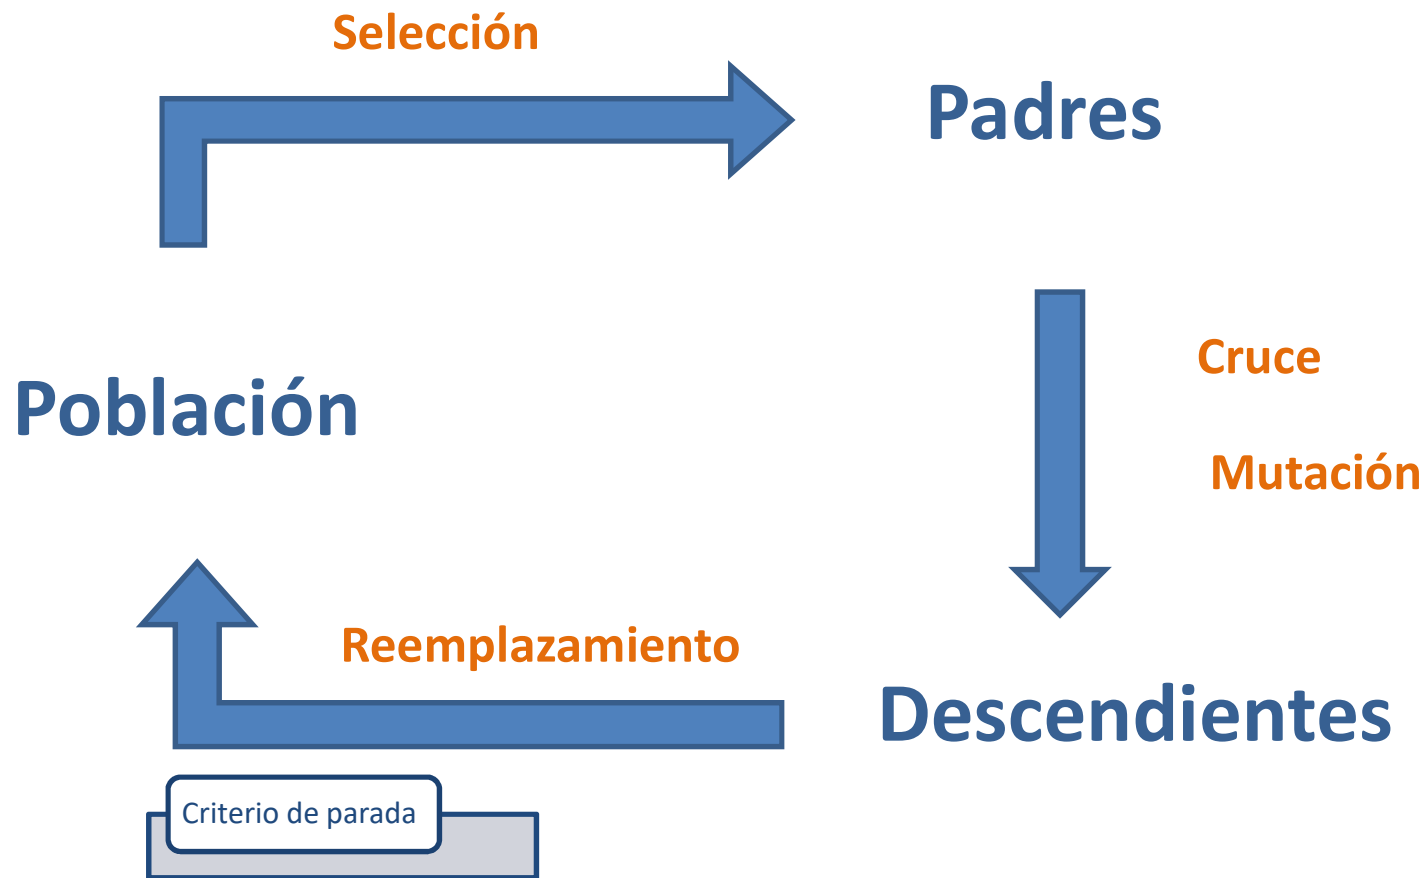 Selección
Padres
Cruce
Población
Mutación
Reemplazamiento
Descendientes
Criterio de parada